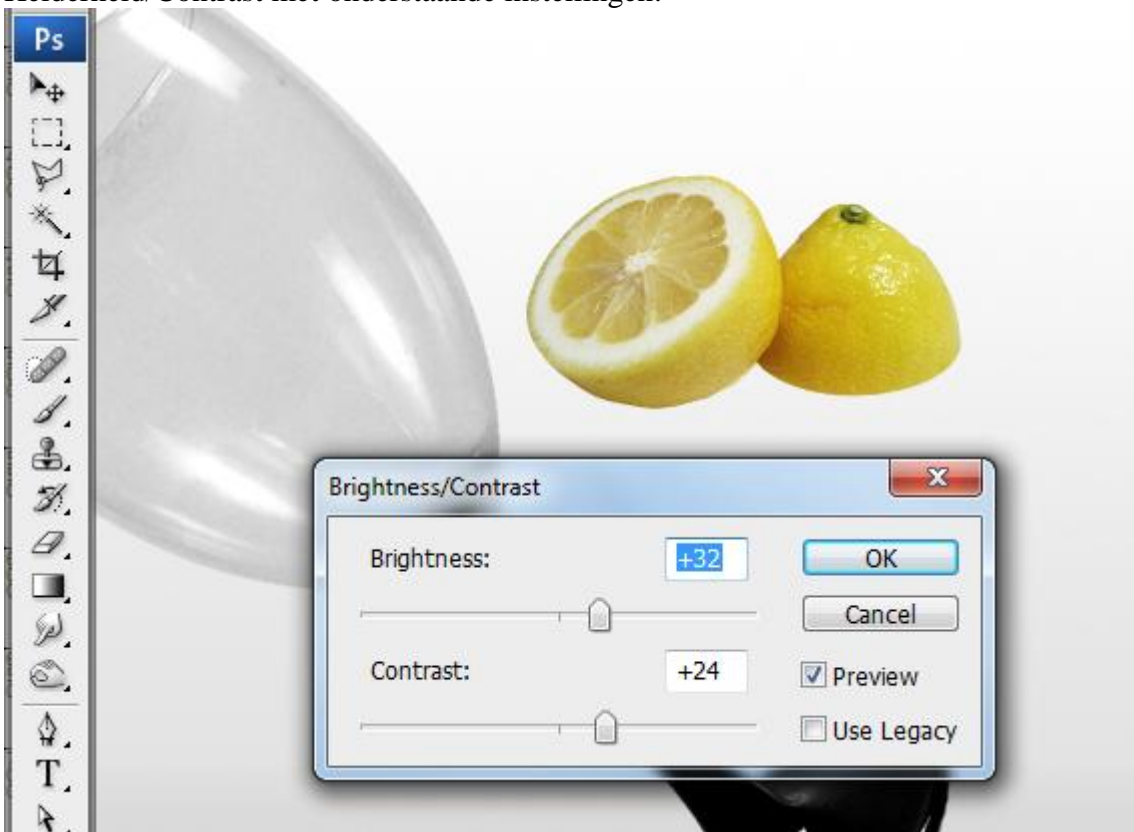 Helderheid/Contrast met onderstaande instellingen.
Ps
Brightness/Contrast
Brightness: +32
OK
Cancel
Contrast: +24
Preview
Use Legacy
T